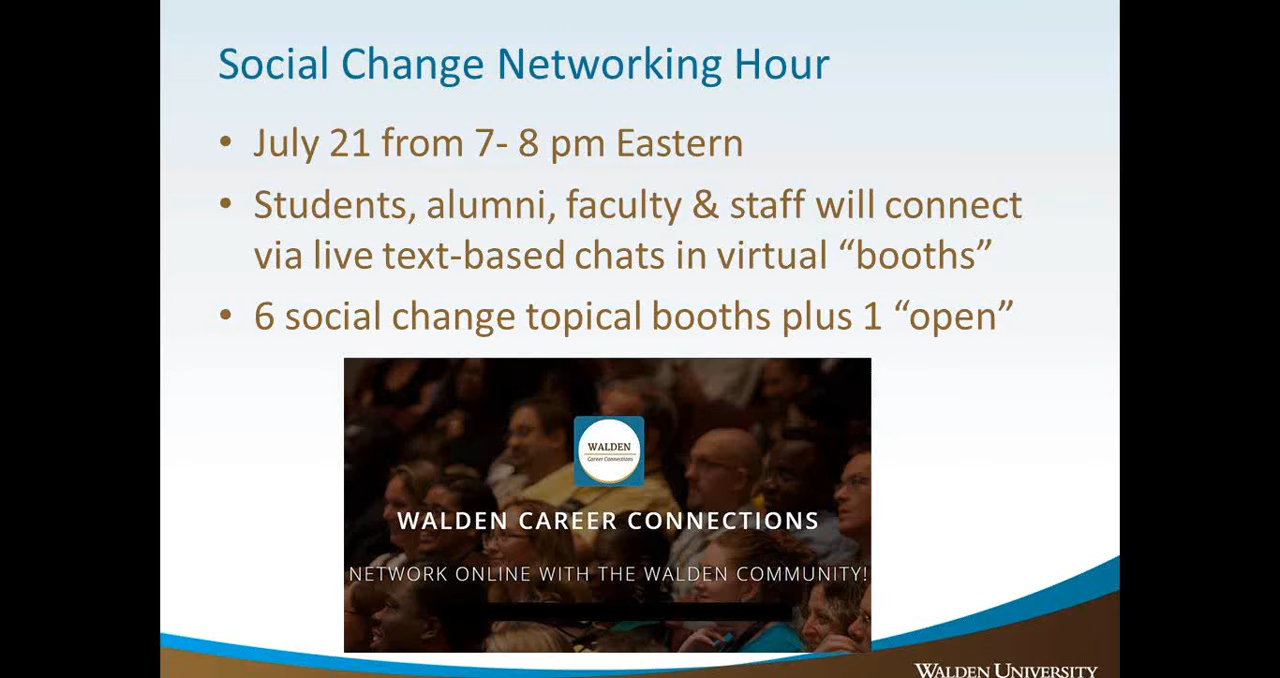 Social Change Networking Hour
• July 21 from 7- 8 pm Eastern
• Students, alumni, faculty & staff will connect
via live text-based chats in virtual “booths”
• 6 social change topical booths plus 1 “open”
WALDEN
Career Connections
WALDEN CAREER CONNECTIONS
NETWORK ONLINE WITH THE WALDEN COMMUNITY!
WALDEN UNIVERSITY